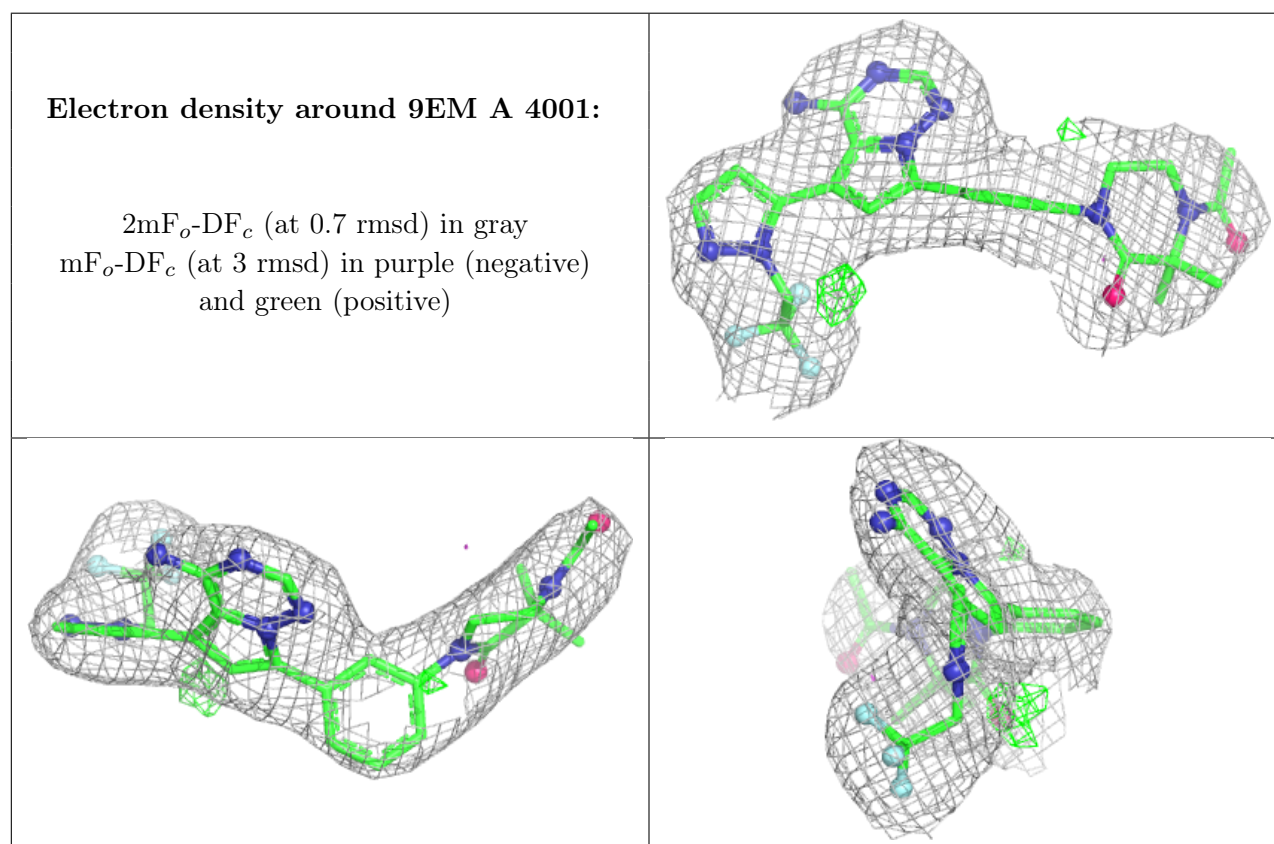 Electron density around 9EM A 4001:
2mFₒ-DF𝑐 (at 0.7 rmsd) in gray
mFₒ-DF𝑐 (at 3 rmsd) in purple (negative)
and green (positive)